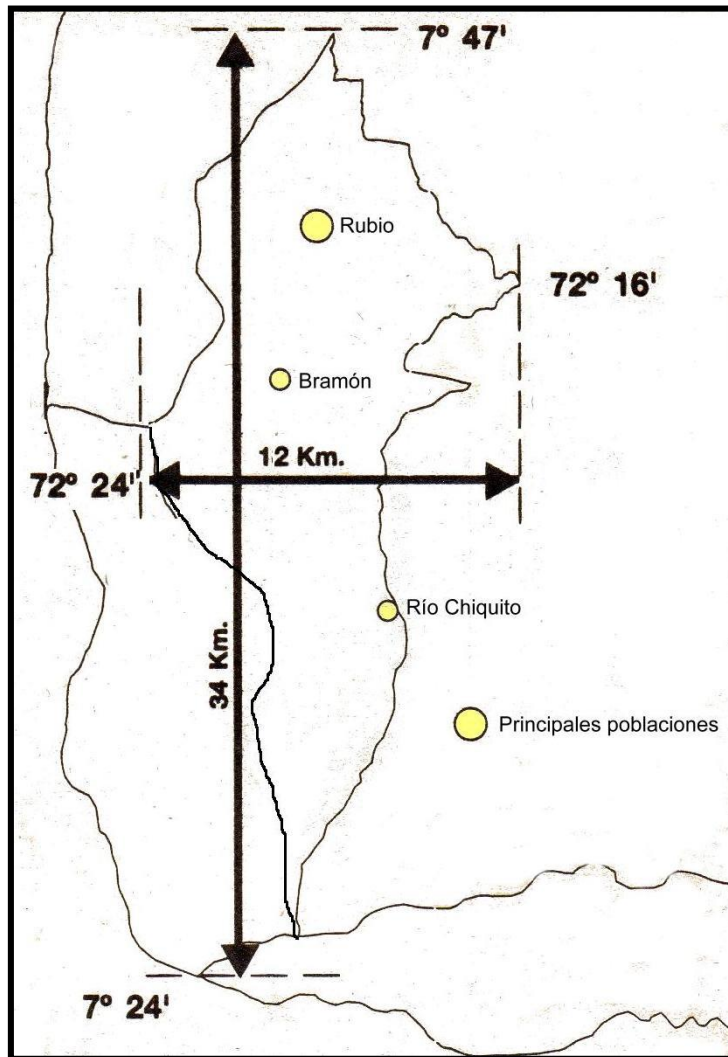 7º 47'
Rubio
72º 16'
Bramón
12 Km.
72º 24'
Río Chiquito
34 Km.
Principales poblaciones
7º 24'